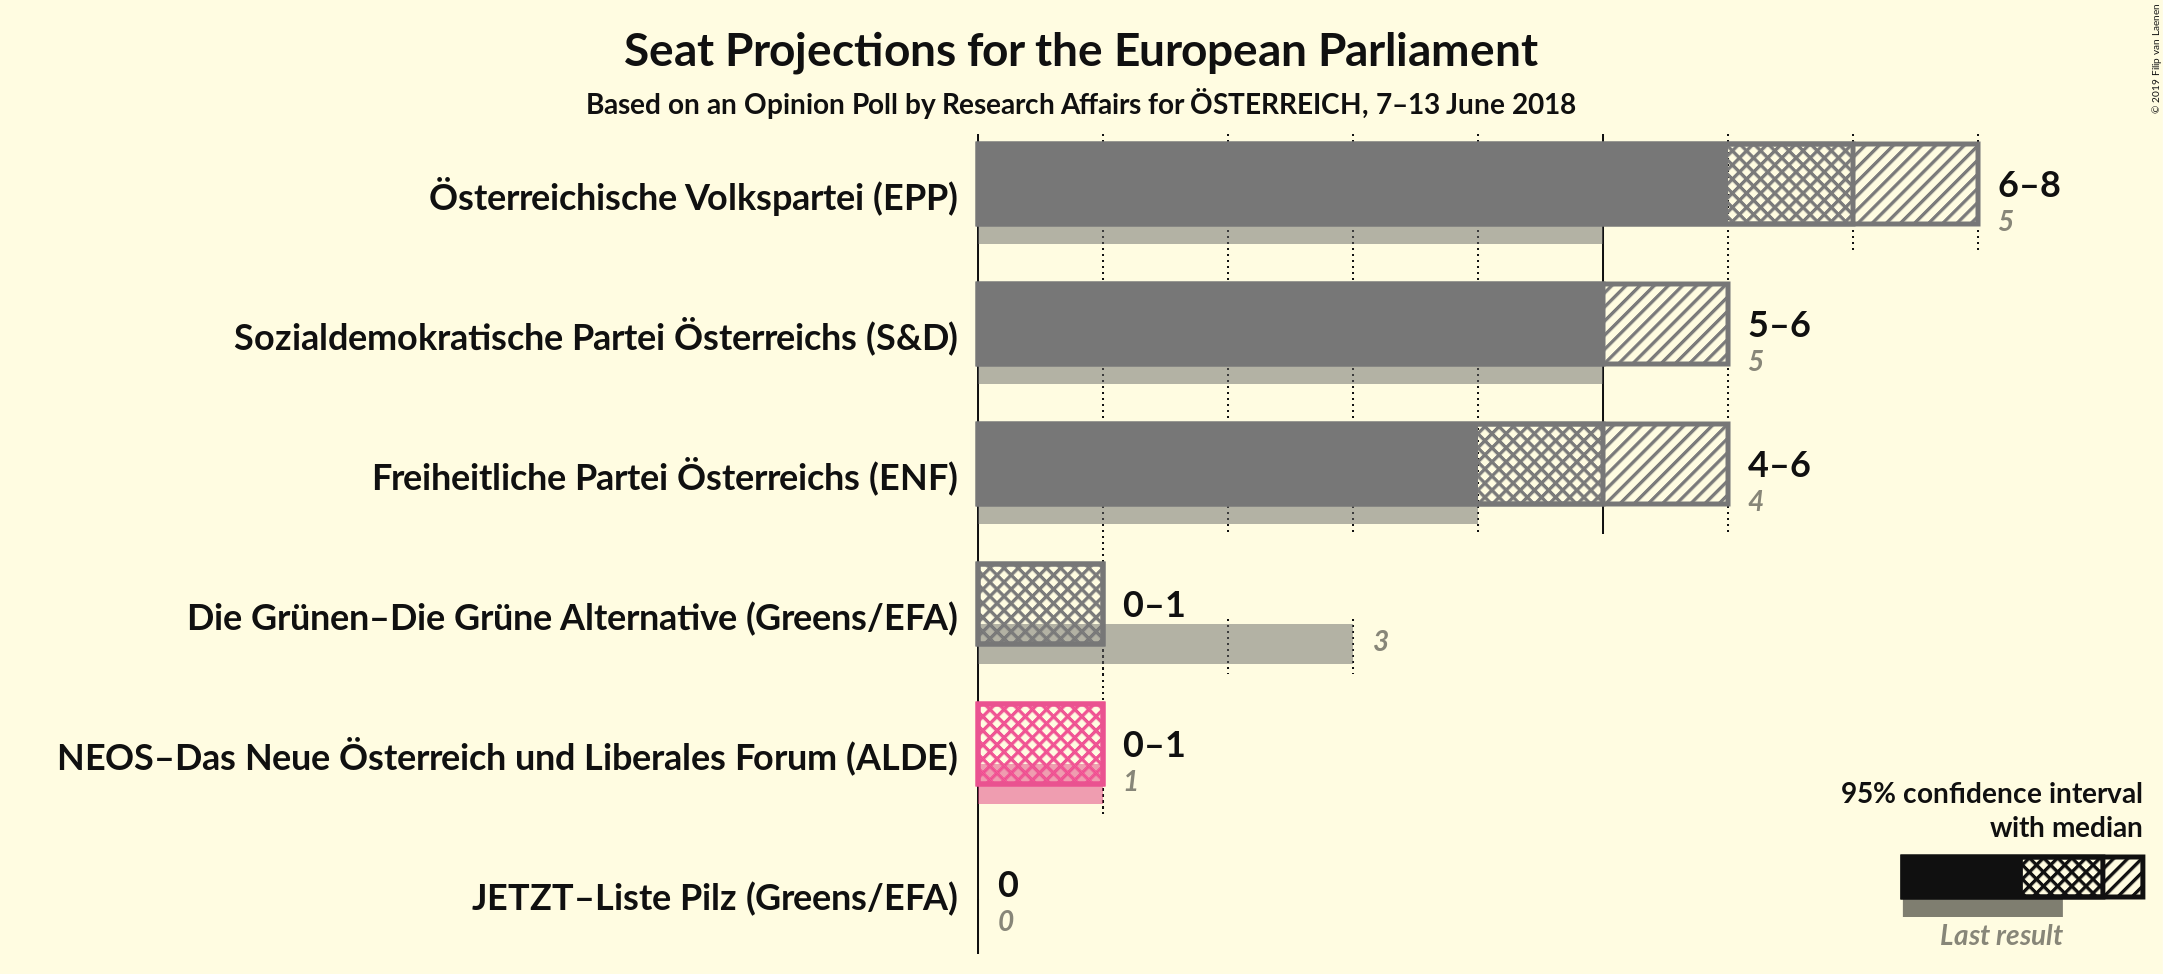 Seat Projections for the European Parliament
Based on an Opinion Poll by Research Affairs for ÖSTERREICH, 7–13 June 2018
© 2019 Filip van Laenen
Österreichische Volkspartei (EPP)
6–8
5
Sozialdemokratische Partei Österreichs (S&D)
5–6
5
Freiheitliche Partei Österreichs (ENF)
4–6
4
Die Grünen–Die Grüne Alternative (Greens/EFA)
0–1
3
NEOS–Das Neue Österreich und Liberales Forum (ALDE)
0–1
1
JETZT–Liste Pilz (Greens/EFA)
0
0
95% confidence interval
with median
Last result